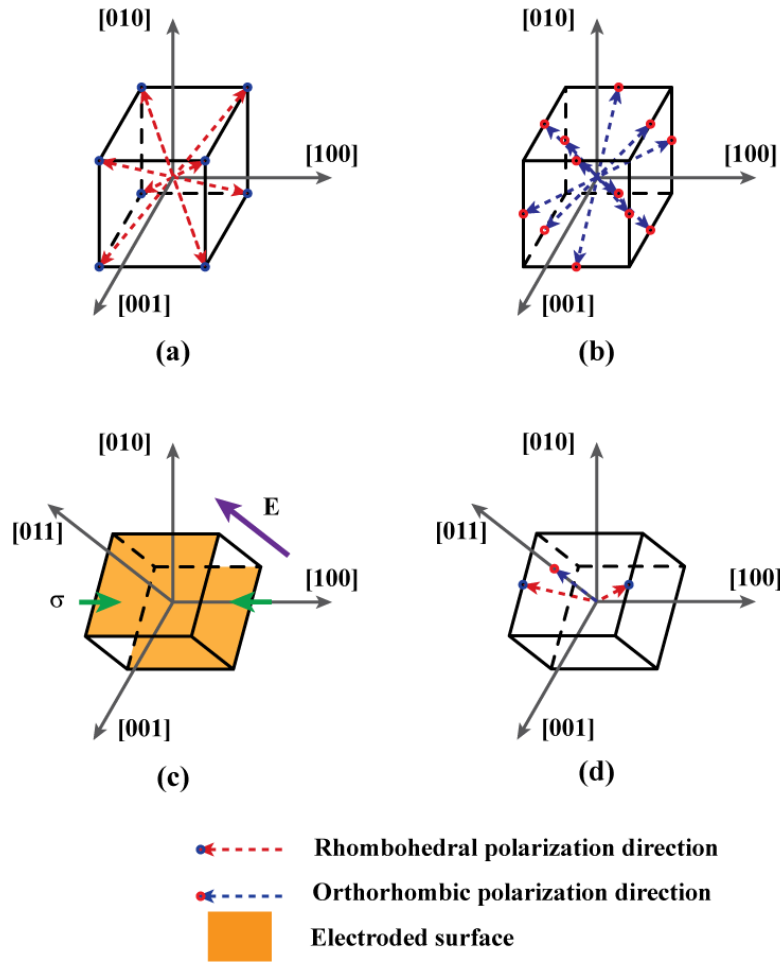 [010] [010]
[100] [100]
[001] [001]
(a) (b)
[010] [010]
[011] E [011]
[100] [100]
σ
[001] [001]
(c) (d)
Rhombohedral polarization direction
Orthorhombic polarization direction
Electroded surface